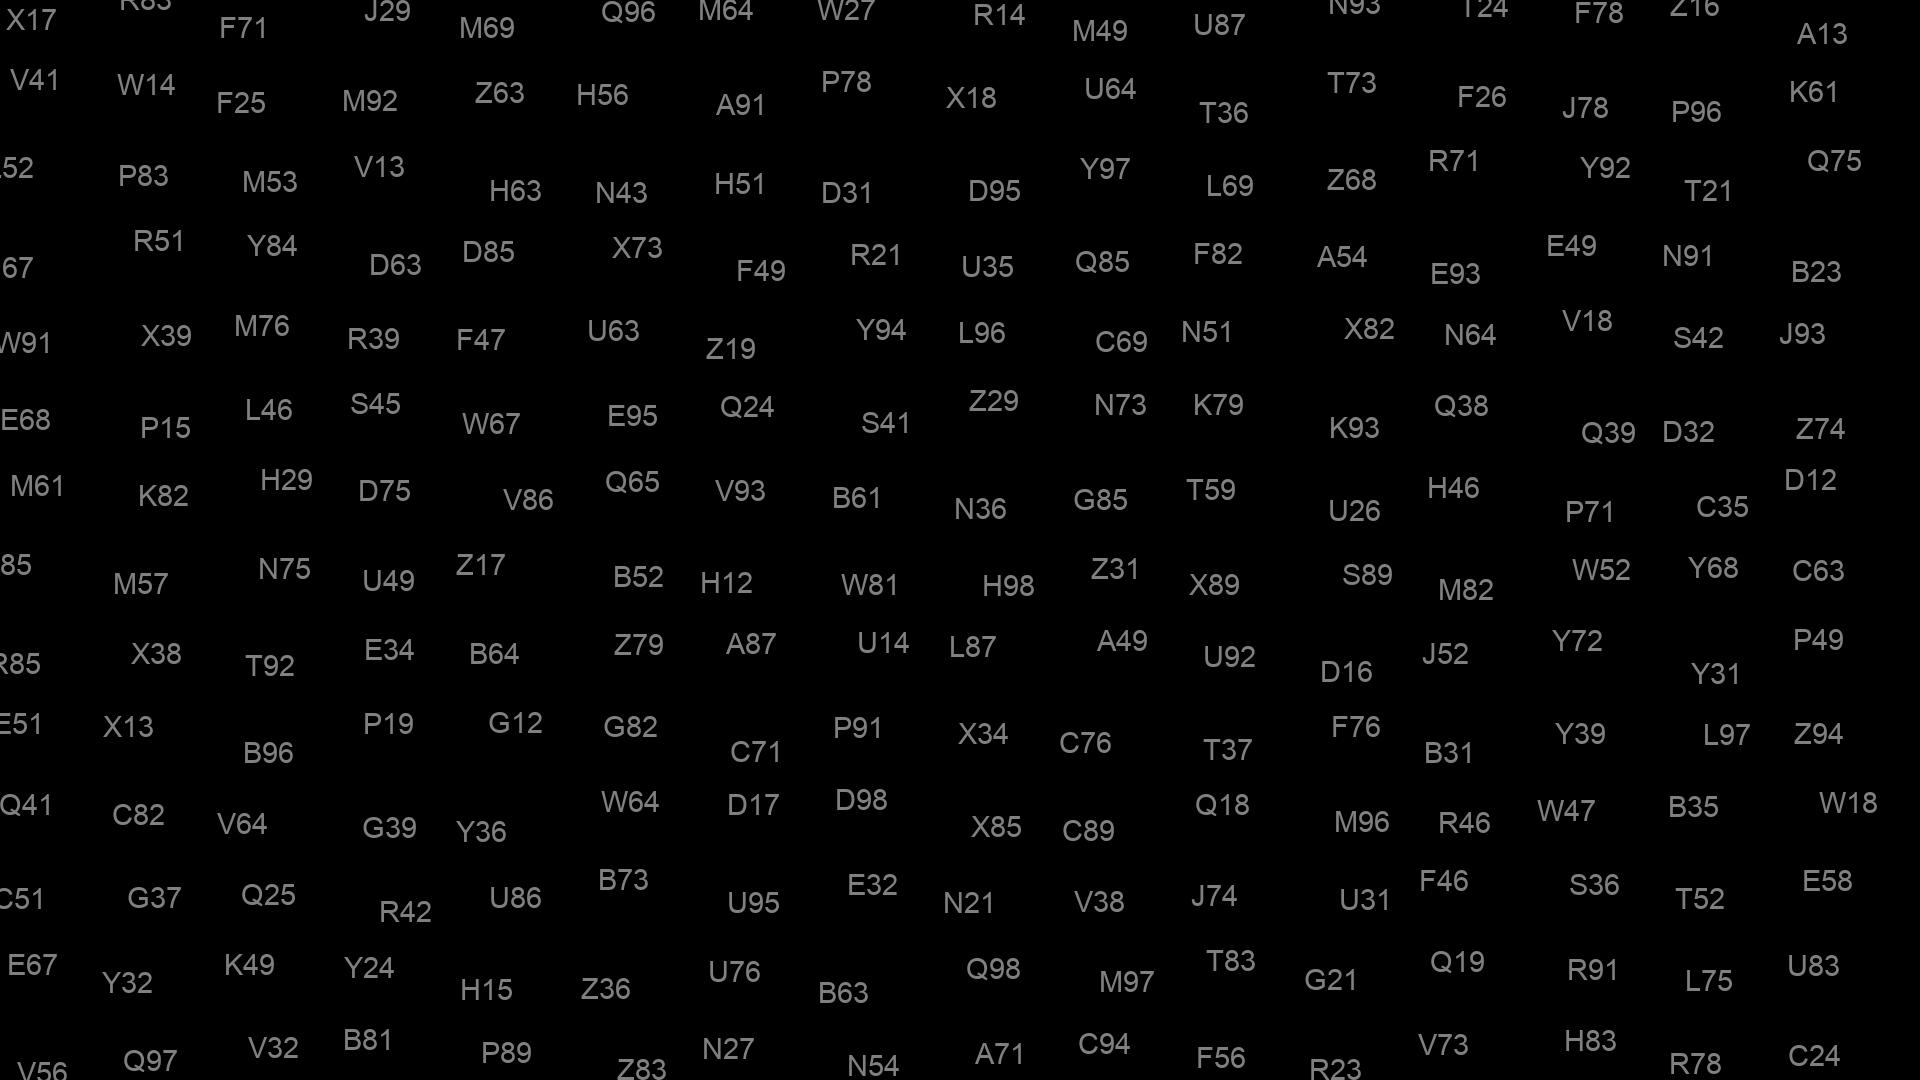 X17 R83 F71 J29 M69 Q96 M64 W27 R14 M49 U87 N93 T24 F78 Z16 A13
V41 W14 F25 M92 Z63 H56 A91 P78 X18 U64 T36 T73 F26 J78 P96 K61
52 P83 M53 V13 H63 N43 H51 D31 D95 Y97 L69 Z68 R71 Y92 T21 Q75
67 R51 Y84 D63 D85 X73 F49 R21 U35 Q85 F82 A54 E93 E49 N91 B23
W91 X39 M76 R39 F47 U63 Z19 Y94 L96 C69 N51 X82 N64 V18 S42 J93
E68 P15 L46 S45 W67 E95 Q24 S41 Z29 N73 K79 K93 Q38 Q39 D32 Z74
M61 K82 H29 D75 V86 Q65 V93 B61 N36 G85 T59 U26 H46 P71 C35 D12
85 M57 N75 U49 Z17 B52 H12 W81 H98 Z31 X89 S89 M82 W52 Y68 C63
R85 X38 T92 E34 B64 Z79 A87 U14 L87 A49 U92 D16 J52 Y72 Y31 P49
E51 X13 B96 P19 G12 G82 C71 P91 X34 C76 T37 F76 B31 Y39 L97 Z94
Q41 C82 V64 G39 Y36 W64 D17 D98 X85 C89 Q18 M96 R46 W47 B35 W18
C51 G37 Q25 R42 U86 B73 U95 E32 N21 V38 J74 U31 F46 S36 T52 E58
E67 Y32 K49 Y24 H15 Z36 U76 B63 Q98 M97 T83 G21 Q19 R91 L75 U83
V56 Q97 V32 B81 P89 Z83 N27 N54 A71 C94 F56 R23 V73 H83 R78 C24